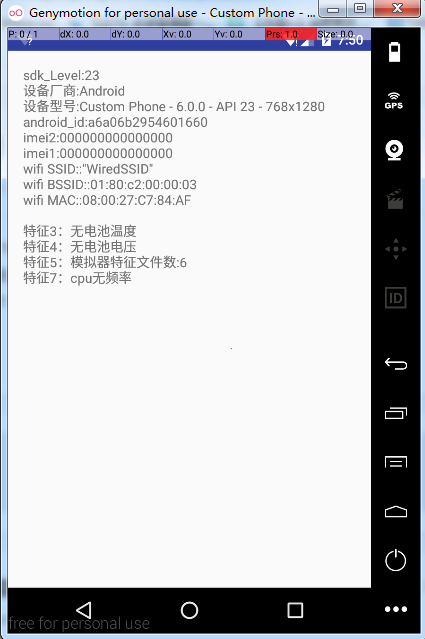 Genymotion for personal use - Custom Phone - ...
P: 0 / 1 dX: 0.0 dY: 0.0 Xv: 0.0 Yv: 0.0 Prs: 1.0 Size: 0.0
7:50
sdk_Level:23
设备厂商:Android
设备型号:Custom Phone - 6.0.0 - API 23 - 768x1280
android_id:a6a06b2954601660
imei2:000000000000000
imei1:000000000000000
wifi SSID::"WiredSSID"
wifi BSSID::01:80:c2:00:00:03
wifi MAC::08:00:27:C7:84:AF
特征3：无电池温度
特征4：无电池电压
特征5：模拟器特征文件数:6
特征7：cpu无频率
GPS
ID
free for personal use